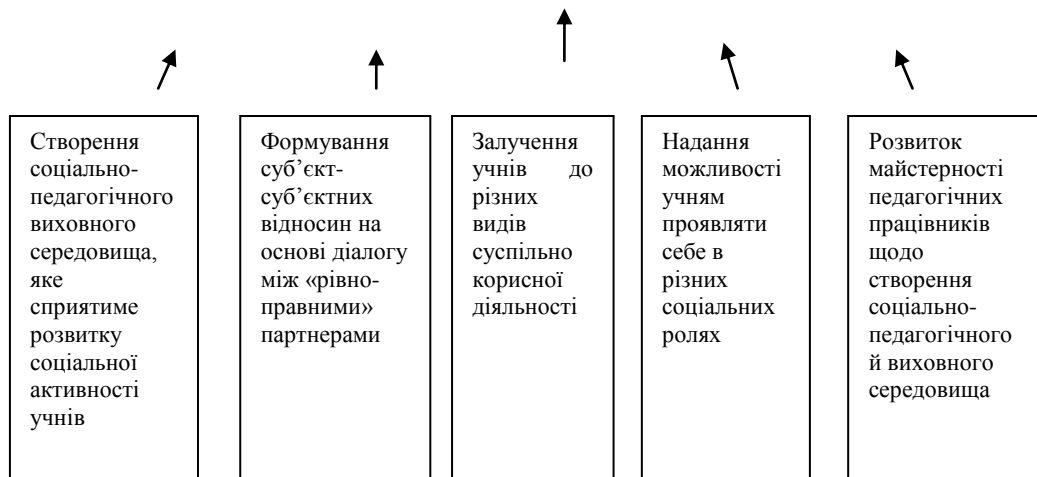 Створення
соціально-
педагогічного
виховного
середовища,
яке
сприятиме
розвитку
соціальної
активності
учнів
Формування
суб’єкт-
суб’єктних
відносин на
основі діалогу
між «рівно-
правними»
партнерами
Залучення
учнів до
різних
видів
суспільно
корисної
діяльності
Надання
можливості
учням
проявляти
себе в
різних
соціальних
ролях
Розвиток
майстерності
педагогічних
працівників
щодо
створення
соціально-
педагогічного
й виховного
середовища